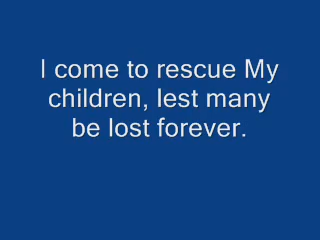 I come to rescue My
children, lest many
be lost forever.